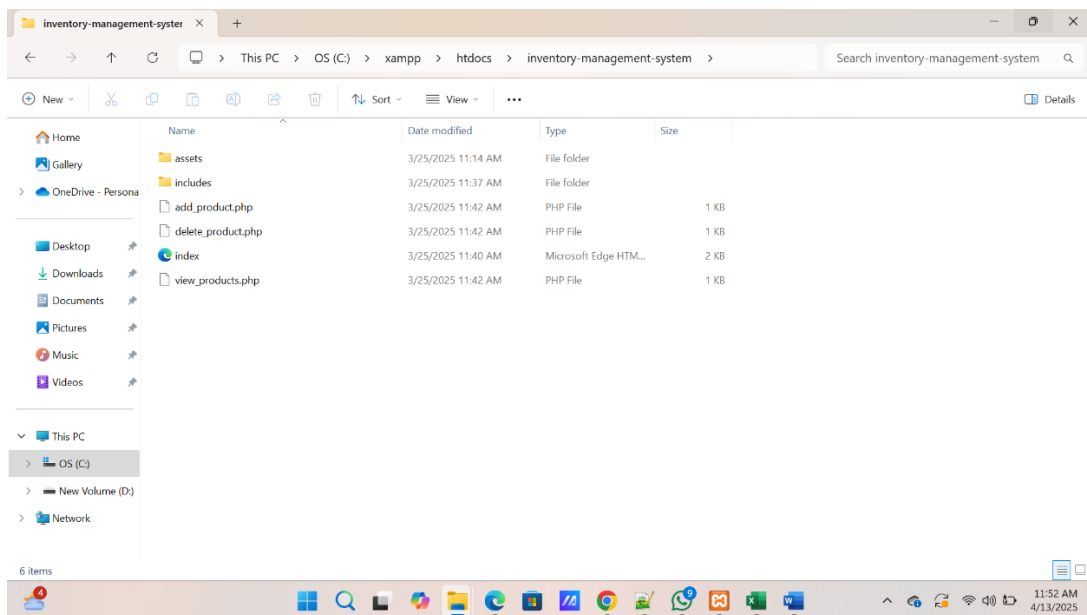 inventory-management-syster
This PC > OS (C:) > xampp > htdocs > inventory-management-system >
Search inventory-management-system
New
Sort
View
Details
Name Date modified Type Size
Home
Gallery
OneDrive - Persona
Desktop
Downloads
Documents
Pictures
Music
Videos
This PC
OS (C:)
New Volume (D:)
Network
assets 3/25/2025 11:14 AM File folder
includes 3/25/2025 11:37 AM File folder
add_product.php 3/25/2025 11:42 AM PHP File 1 KB
delete_product.php 3/25/2025 11:42 AM PHP File 1 KB
index 3/25/2025 11:40 AM Microsoft Edge HTM... 2 KB
view_products.php 3/25/2025 11:42 AM PHP File 1 KB
6 items
4
9
11:52 AM
4/13/2025